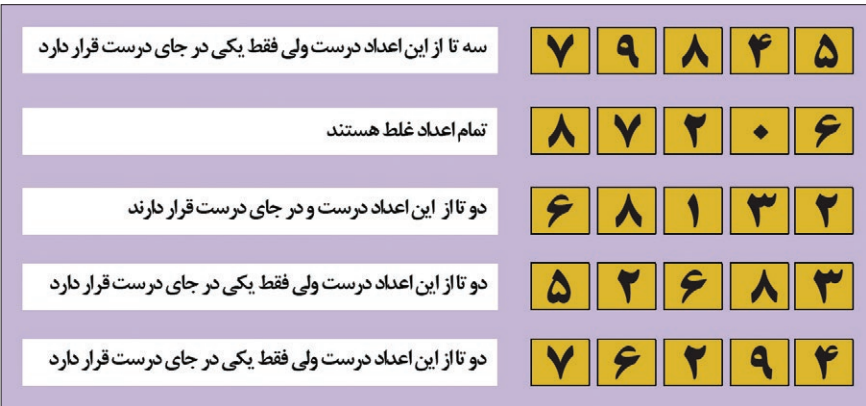 سه تا از این اعداد درست ولی فقط یکی در جای درست قرار دارد
۷ ۹ ۸ ۴ ۵
تمام اعداد غلط هستند
۸ ۷ ۲ ۰ ۶
دو تا از این اعداد درست و در جای درست قرار دارند
۶ ۸ ۱ ۳ ۲
دو تا از این اعداد درست ولی فقط یکی در جای درست قرار دارد
۵ ۲ ۶ ۸ ۳
دو تا از این اعداد درست ولی فقط یکی در جای درست قرار دارد
۷ ۶ ۲ ۹ ۴